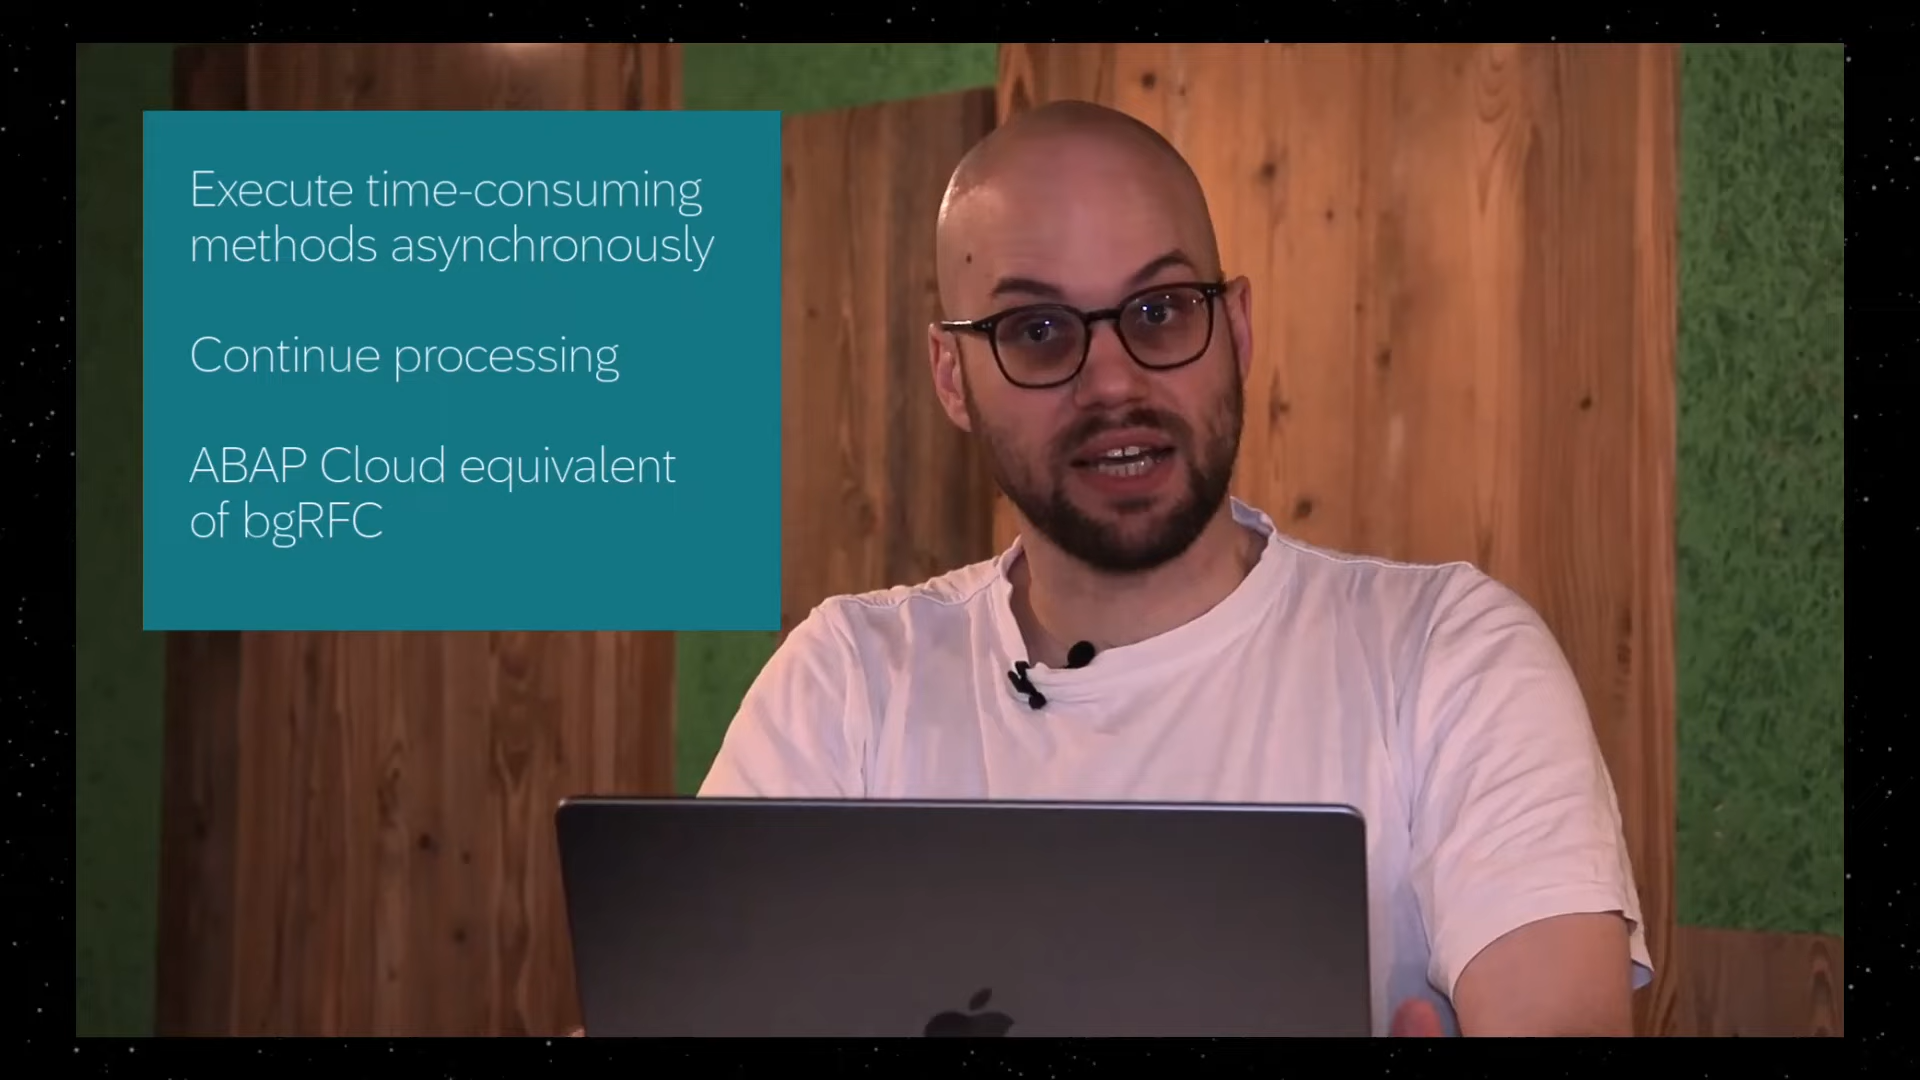 Execute time-consuming
methods asynchronously
Continue processing
ABAP Cloud equivalent
of bgRFC